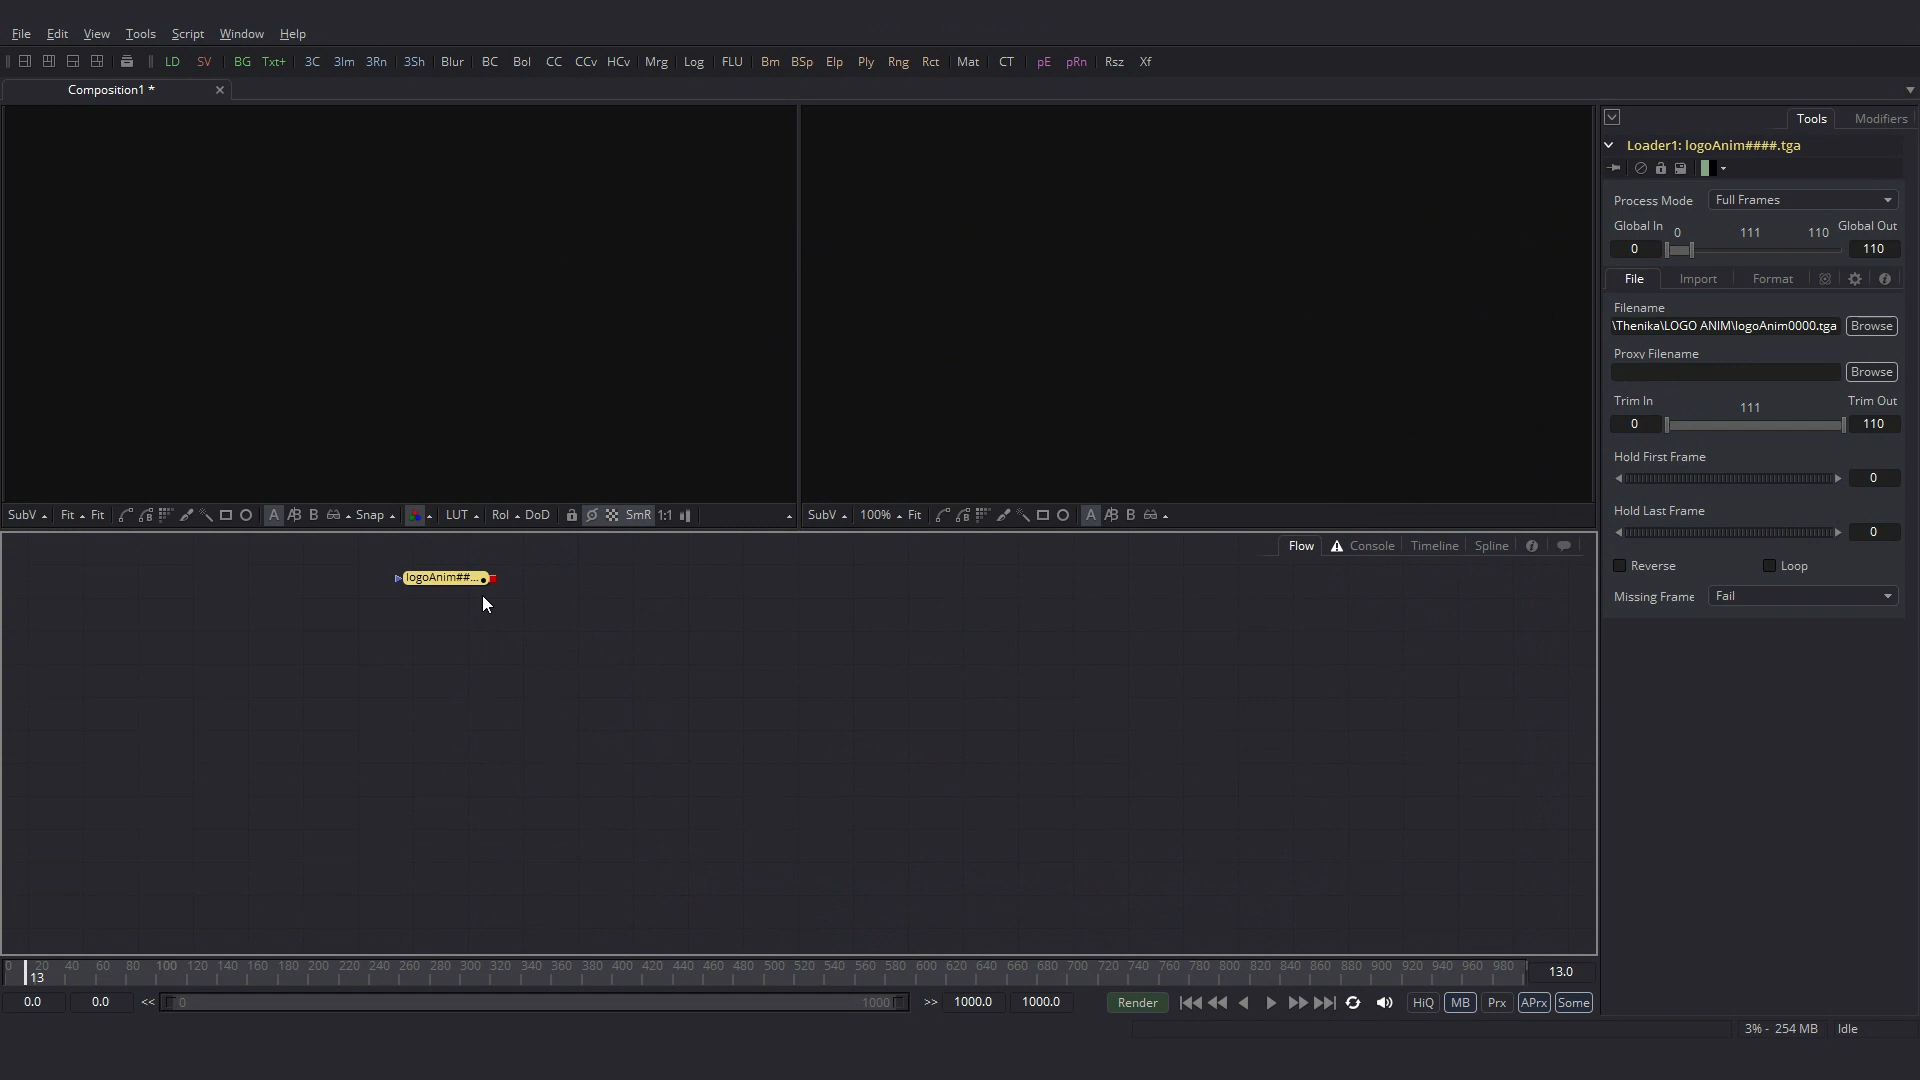 File Edit View Tools Script Window Help
LD SV BG Txt+ 3C 3Im 3Rn 3Sh Blur BC Bol CC CCv HCv Mrg Log FLU Bm BSp Elp Ply Rng Rct Mat CT pE pRn Rsz Xf
Composition1 *
Tools Modifiers
Loader1: logoAnim####.tga
Process Mode Full Frames
Global In 0 111 110 Global Out
0 110
File Import Format
Filename
\Thenika\LOGO ANIM\logoAnim0000.tga Browse
Proxy Filename
Browse
Trim In 111 Trim Out
0 110
Hold First Frame
0
Hold Last Frame
0
Reverse Loop
Missing Frame Fail
SubV Fit Fit A A|B B Snap LUT RoI DoD SmR 1:1
SubV 100% Fit A A|B B
Flow Console Timeline Spline
logoAnim##...
0 20 40 60 80 100 120 140 160 180 200 220 240 260 280 300 320 340 360 380 400 420 440 460 480 500 520 540 560 580 600 620 640 660 680 700 720 740 760 780 800 820 840 860 880 900 920 940 960 980
13 13.0
0.0 0.0 << 0 1000 >> 1000.0 1000.0 Render HiQ MB Prx APrx Some
3% - 254 MB Idle